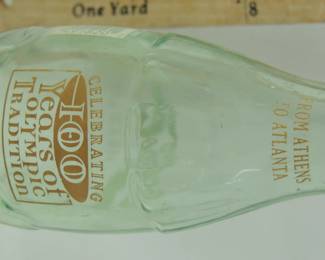 One Yard
8
CELEBRATING
100
Years of
OLYMPIC
TRADITION
FROM ATHENS
TO ATLANTA